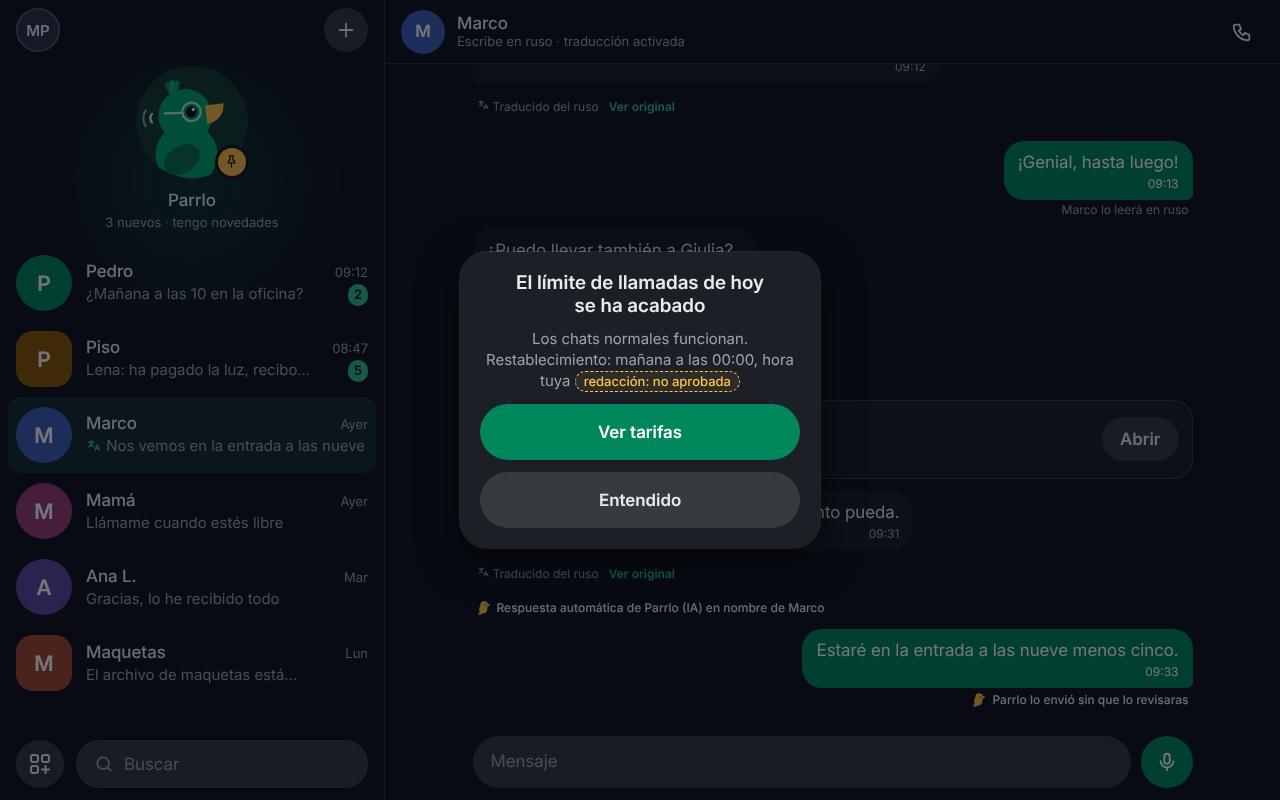 MP
Parrlo
3 nuevos · tengo novedades
Pedro
09:12
¿Mañana a las 10 en la oficina?
2
P
Piso
08:47
Lena: ha pagado la luz, recibo...
5
P
Marco
Ayer
Nos vemos en la entrada a las nueve
M
Mamá
Ayer
Llámame cuando estés libre
M
Ana L.
Mar
Gracias, lo he recibido todo
A
Maquetas
Lun
El archivo de maquetas está...
M
Buscar
M
Marco
Escribe en ruso · traducción activada
09:12
Traducido del ruso Ver original
¡Genial, hasta luego!
09:13
Marco lo leerá en ruso
¿Puedo llevar también a Giulia?
El límite de llamadas de hoy
se ha acabado
Los chats normales funcionan.
Restablecimiento: mañana a las 00:00, hora
tuya redacción: no aprobada
Ver tarifas
Entendido
Abrir
pueda.
09:31
Traducido del ruso Ver original
Respuesta automática de Parrlo (IA) en nombre de Marco
Estaré en la entrada a las nueve menos cinco.
09:33
Parrlo lo envió sin que lo revisaras
Mensaje